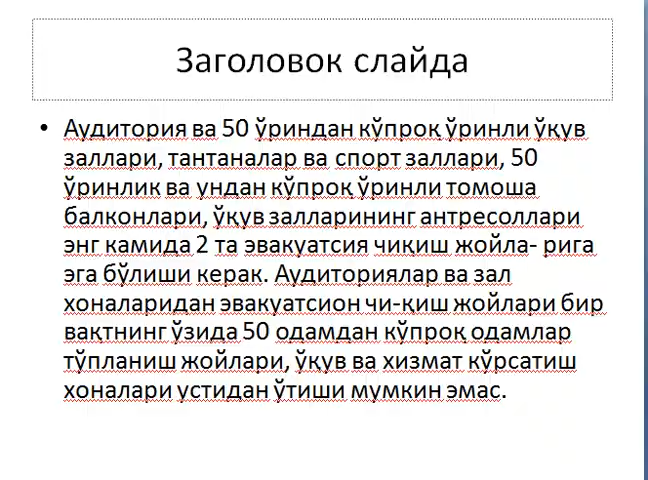 Заголовок слайда
• Аудитория ва 50 ўриндан кўпроқ ўринли ўқув
заллари, тантаналар ва спорт заллари, 50
ўринлик ва ундан кўпроқ ўринли томоша
балконлари, ўқув залларининг антресоллари
энг камида 2 та эвакуатсия чиқиш жойла- рига
эга бўлиши керак. Аудиториялар ва зал
хоналаридан эвакуатсион чи-қиш жойлари бир
вақтнинг ўзида 50 одамдан кўпроқ одамлар
тўпланиш жойлари, ўқув ва хизмат кўрсатиш
хоналари устидан ўтиши мумкин эмас.